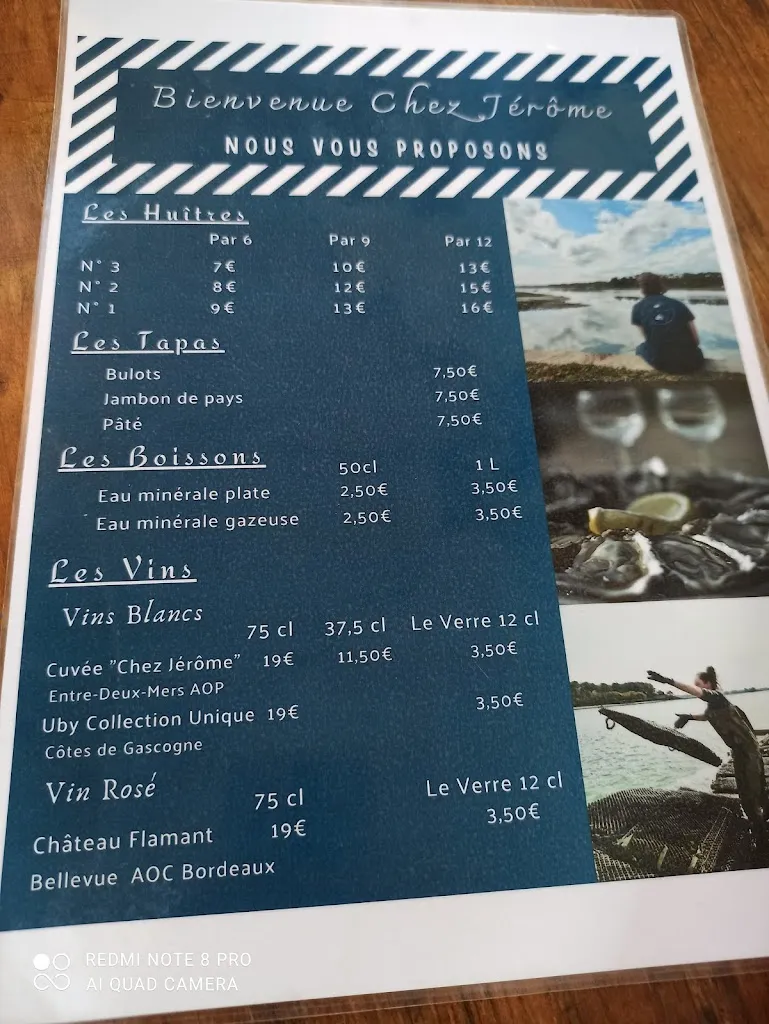 Bienvenue Chez Jérôme
NOUS VOUS PROPOSONS
Les Huîtres
Par 6 Par 9 Par 12
N° 3 7€ 10€ 13€
N° 2 8€ 12€ 15€
N° 1 9€ 13€ 16€
Les Tapas
Bulots 7,50€
Jambon de pays 7,50€
Pâté 7,50€
Les Boissons 50cl 1 L
Eau minérale plate 2,50€ 3,50€
Eau minérale gazeuse 2,50€ 3,50€
Les Vins
Vins Blancs
75 cl 37,5 cl Le Verre 12 cl
Cuvée "Chez Jérôme" 19€ 11,50€ 3,50€
Entre-Deux-Mers AOP
Uby Collection Unique 19€ 3,50€
Côtes de Gascogne
Vin Rosé
75 cl Le Verre 12 cl
Château Flamant 19€ 3,50€
Bellevue AOC Bordeaux
REDMI NOTE 8 PRO
AI QUAD CAMERA